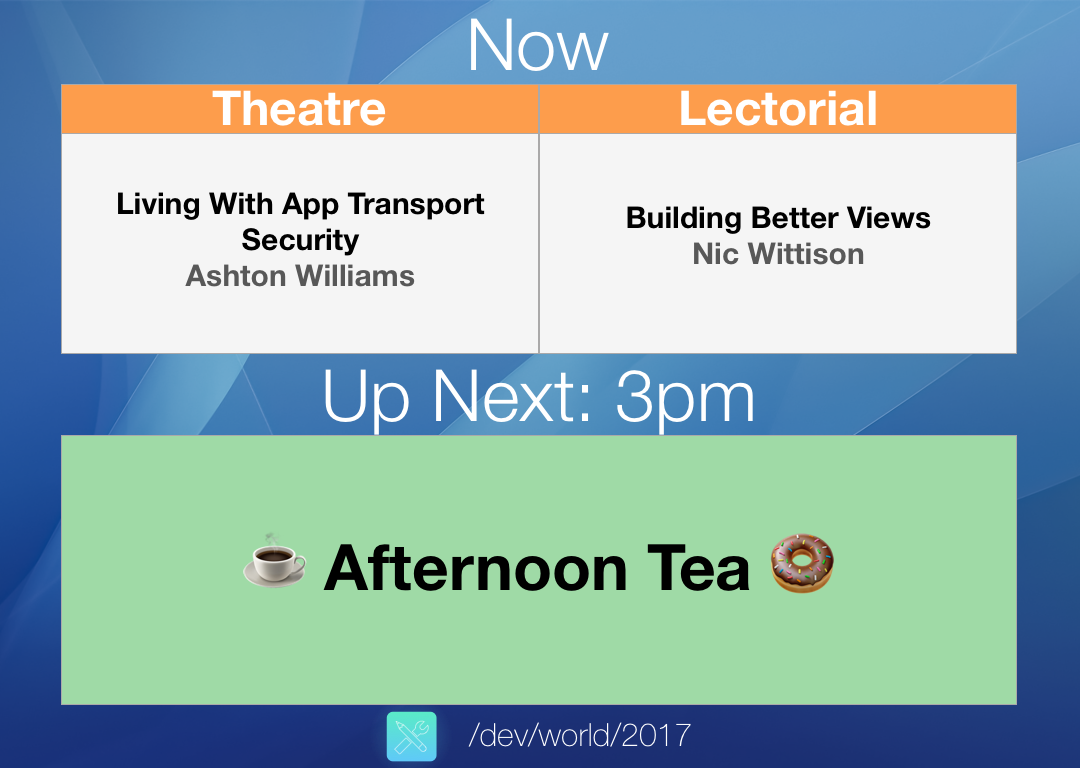 Now
Theatre
Lectorial
Living With App Transport
Security
Ashton Williams
Building Better Views
Nic Wittison
Up Next: 3pm
Afternoon Tea
/dev/world/2017